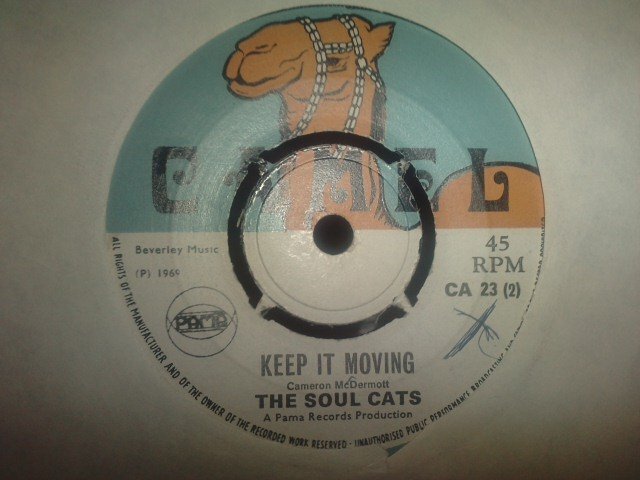 CAMEL
Beverley Music
(P) 1969
PAMA
45
RPM
CA 23 (2)
KEEP IT MOVING
Cameron McDermott
THE SOUL CATS
A Pama Records Production
ALL RIGHTS OF THE MANUFACTURER AND OF THE OWNER OF THE RECORDED WORK RESERVED - UNAUTHORISED PUBLIC PERFORMANCE BROADCASTING AND